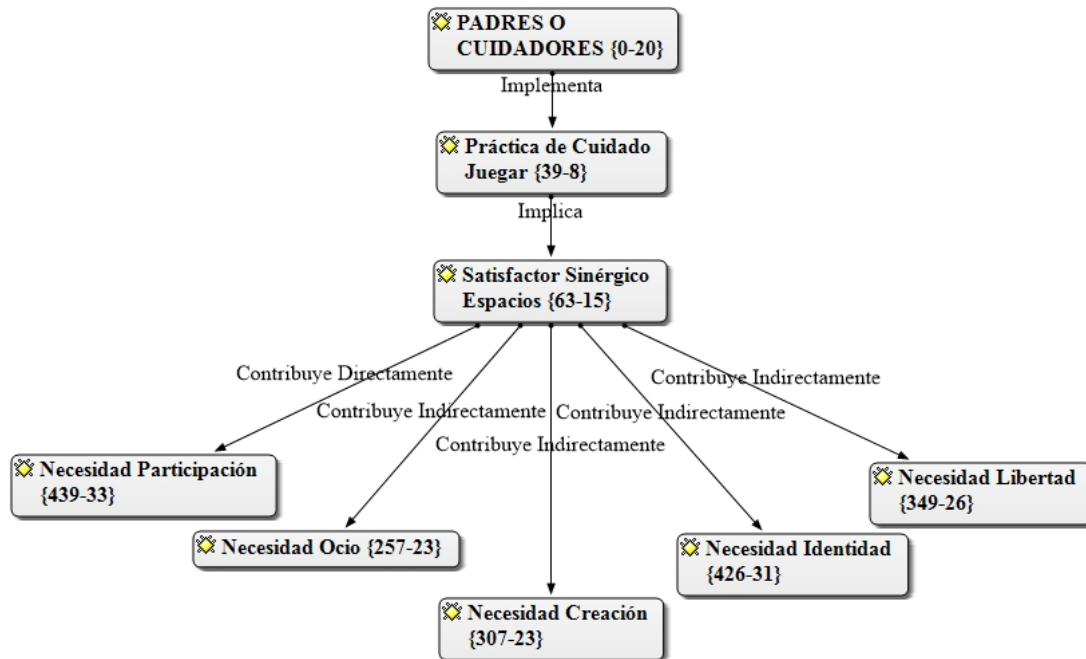 PADRES O
CUIDADORES {0-20}
Implementa
Práctica de Cuidado
Juegar {39-8}
Implica
Satisfactor Sinérgico
Espacios {63-15}
Contribuye Directamente
Contribuye Indirectamente
Contribuye Indirectamente
Contribuye Indirectamente
Contribuye Indirectamente
Necesidad Participación
{439-33}
Necesidad Libertad
{349-26}
Necesidad Ocio {257-23}
Necesidad Identidad
{426-31}
Necesidad Creación
{307-23}